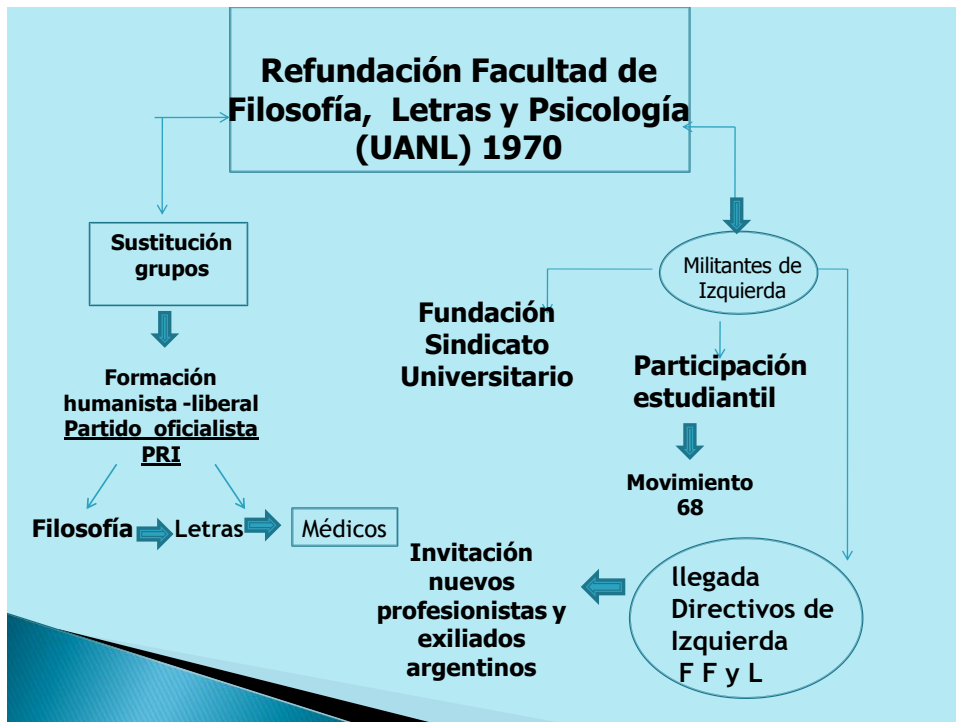 Refundación Facultad de
Filosofía, Letras y Psicología
(UANL) 1970
Sustitución
grupos
Formación
humanista -liberal
Partido oficialista
PRI
Filosofía
Letras
Médicos
Militantes de
Izquierda
Fundación
Sindicato
Universitario
Participación
estudiantil
Movimiento
68
llegada
Directivos de
Izquierda
F F y L
Invitación
nuevos
profesionistas y
exiliados
argentinos